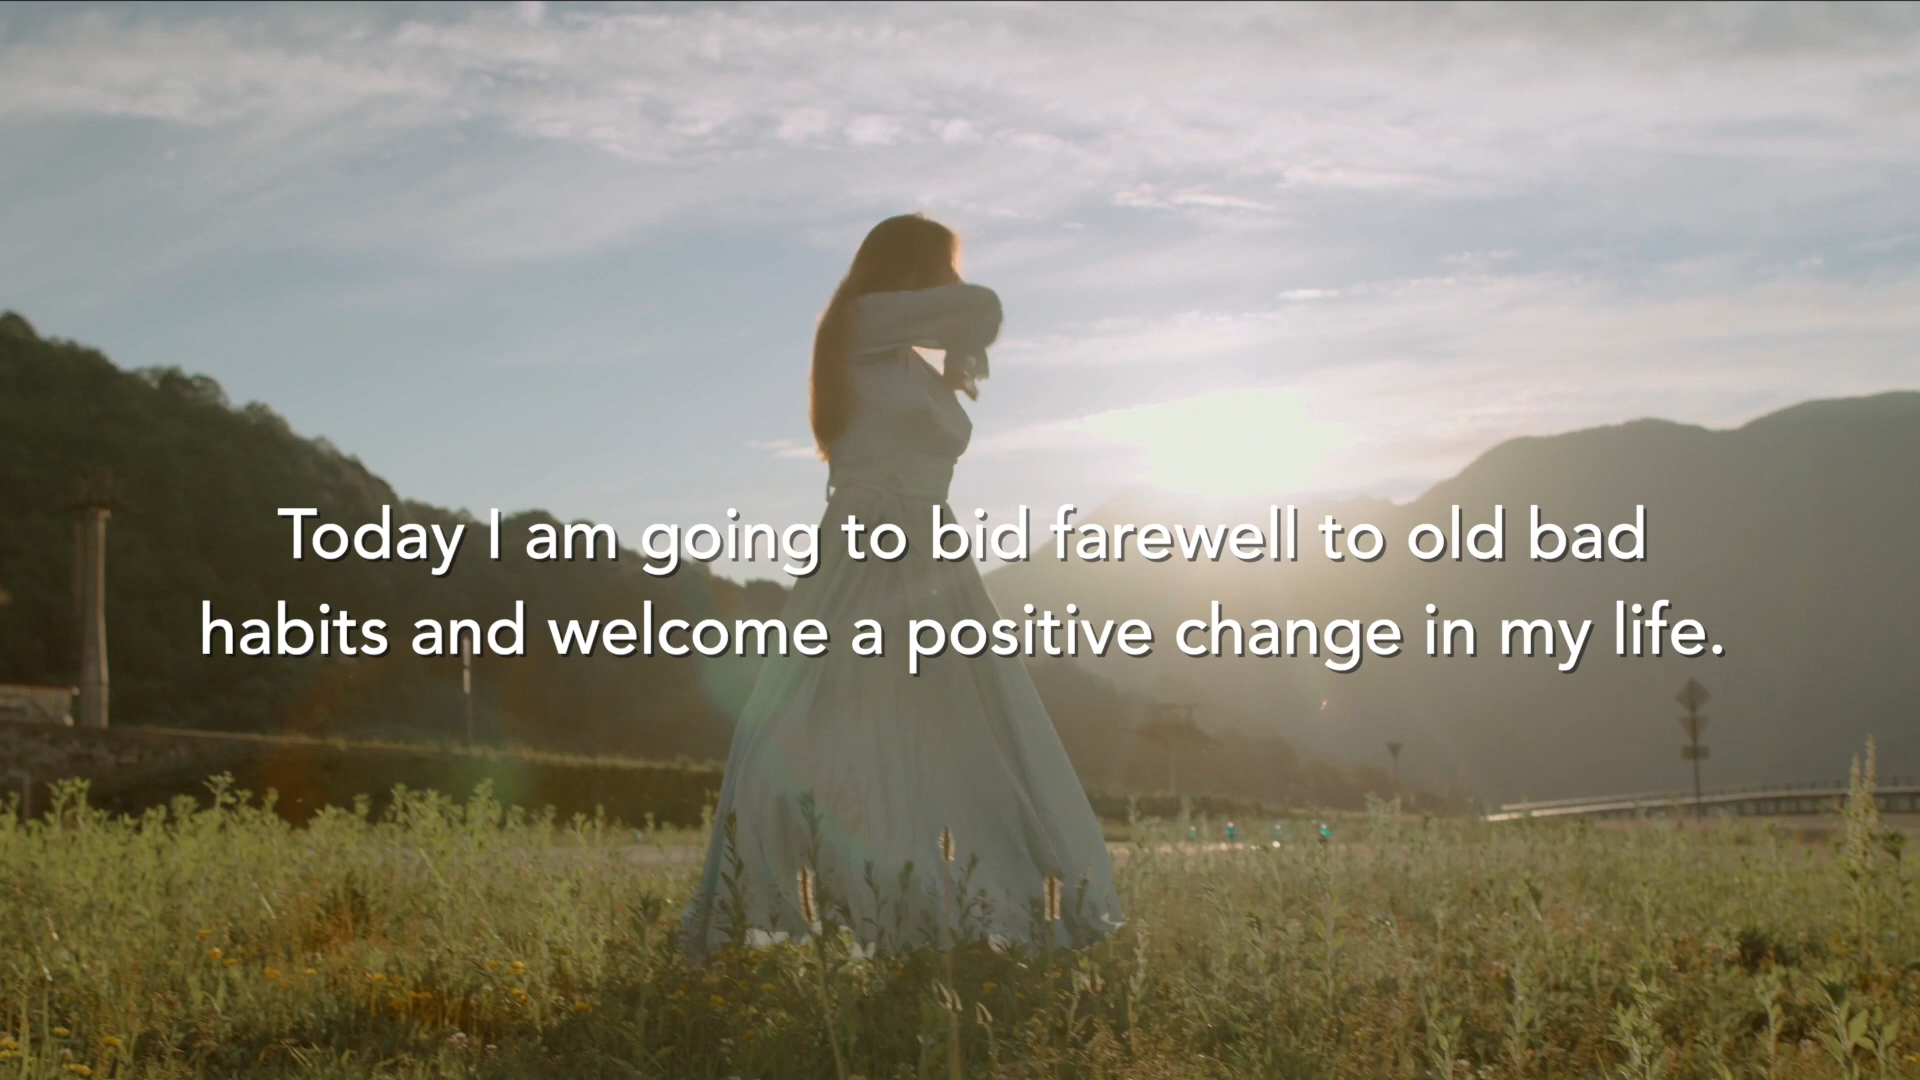 Today I am going to bid farewell to old bad
habits and welcome a positive change in my life.